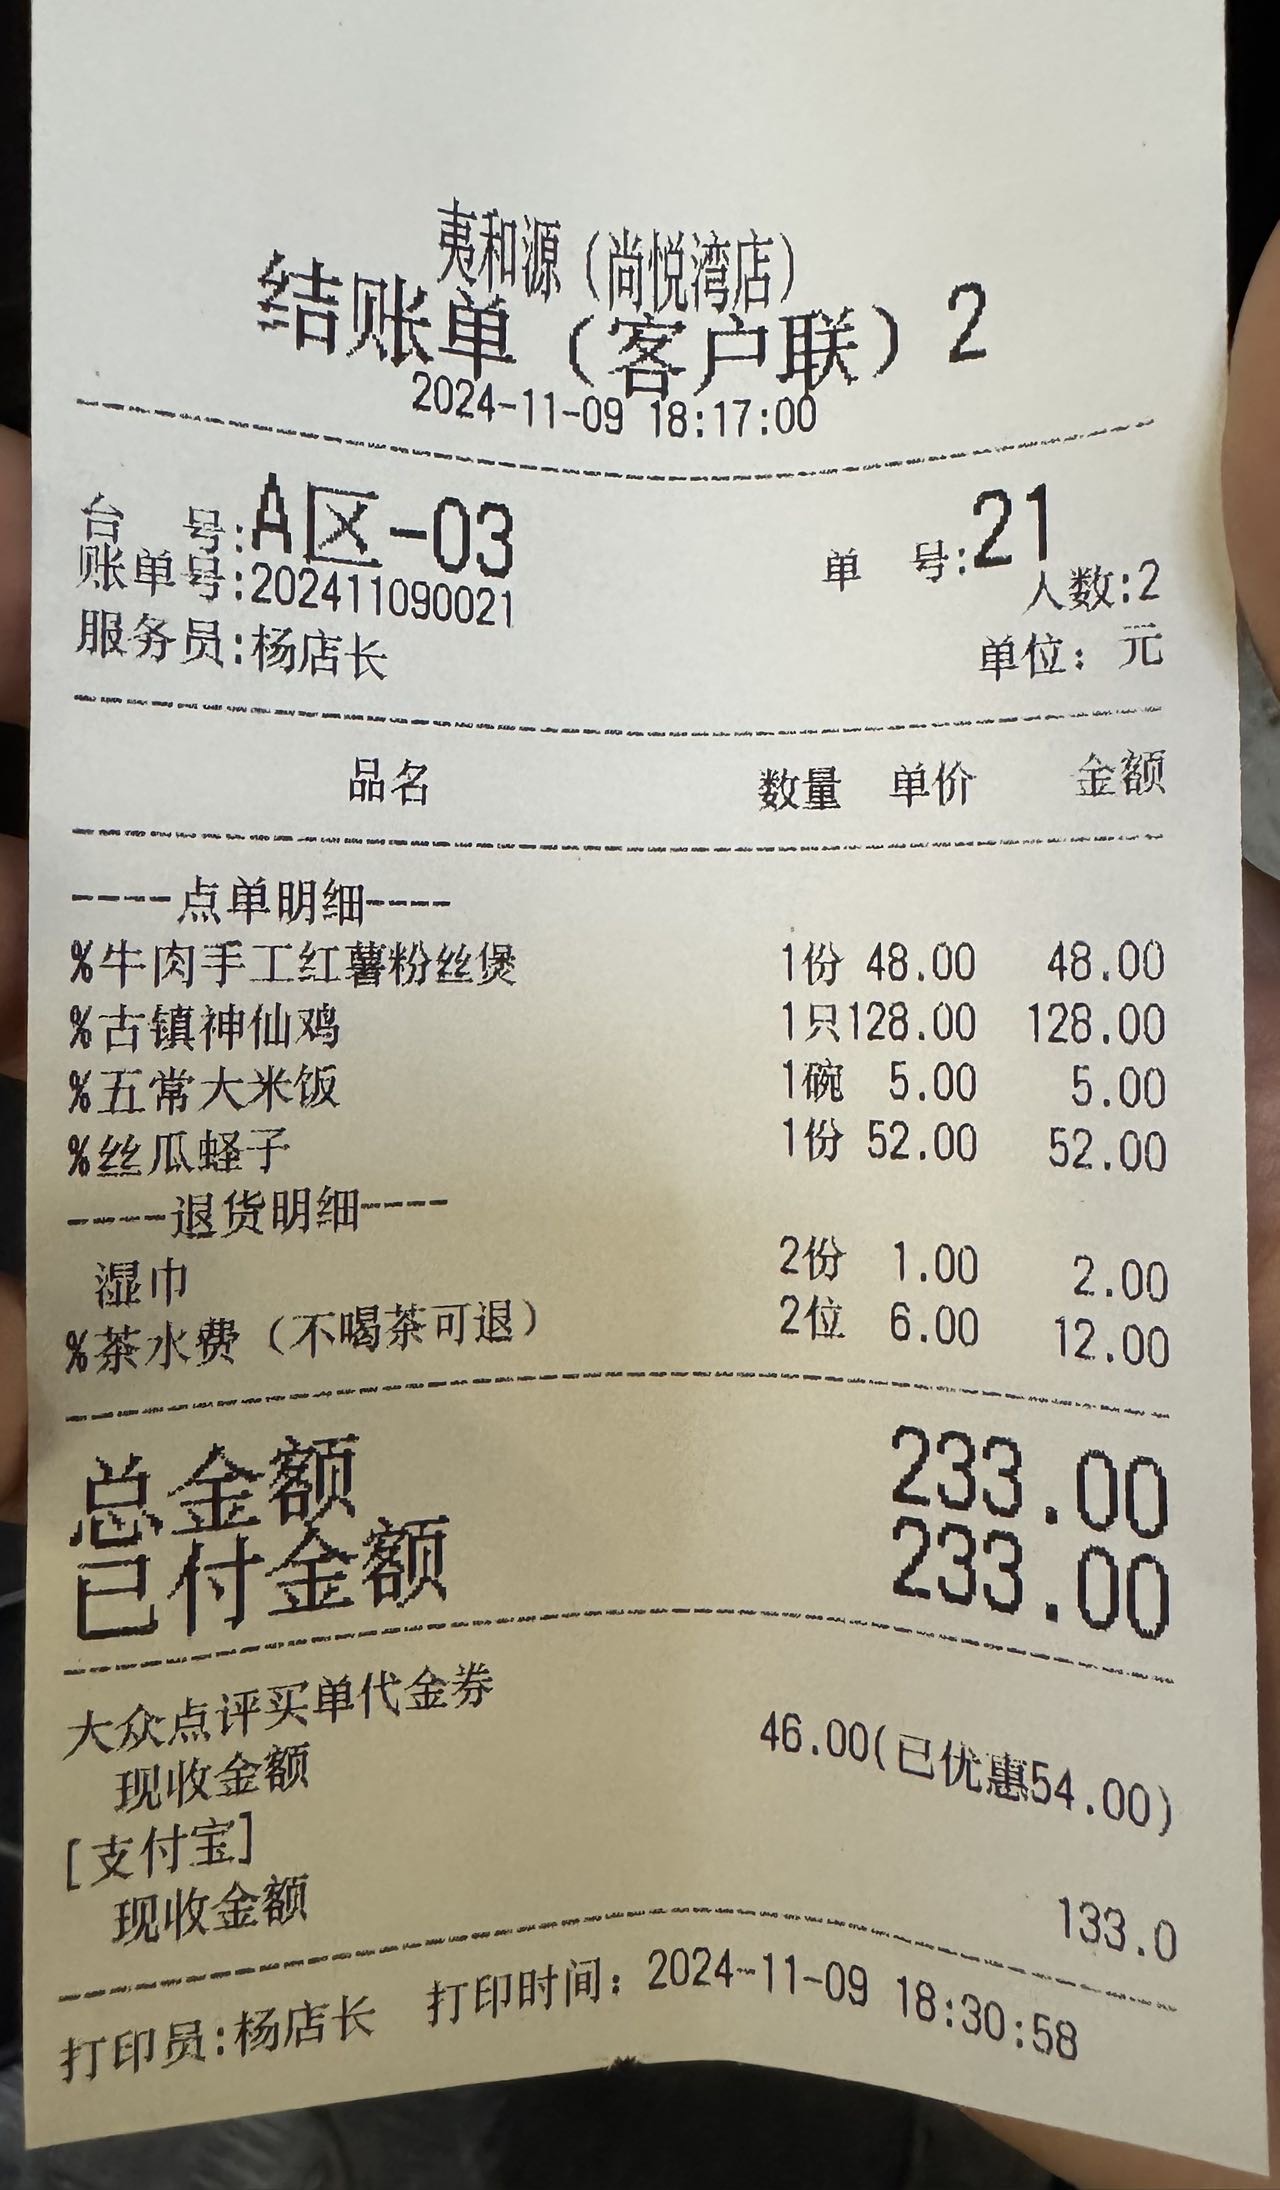 夷和源（尚悦湾店）
结账单（客户联）2
2024-11-09 18:17:00
台 号:A区-03 单 号:21
账单号:202411090021 人数:2
服务员:杨店长 单位：元
品名 数量 单价 金额
----点单明细----
%牛肉手工红薯粉丝煲 1份 48.00 48.00
%古镇神仙鸡 1只128.00 128.00
%五常大米饭 1碗 5.00 5.00
%丝瓜蛏子 1份 52.00 52.00
----退货明细----
湿巾 2份 1.00 2.00
%茶水费（不喝茶可退） 2位 6.00 12.00
总金额 233.00
已付金额 233.00
大众点评买单代金券
现收金额 46.00(已优惠54.00)
[支付宝]
现收金额 133.0
打印员:杨店长 打印时间：2024-11-09 18:30:58